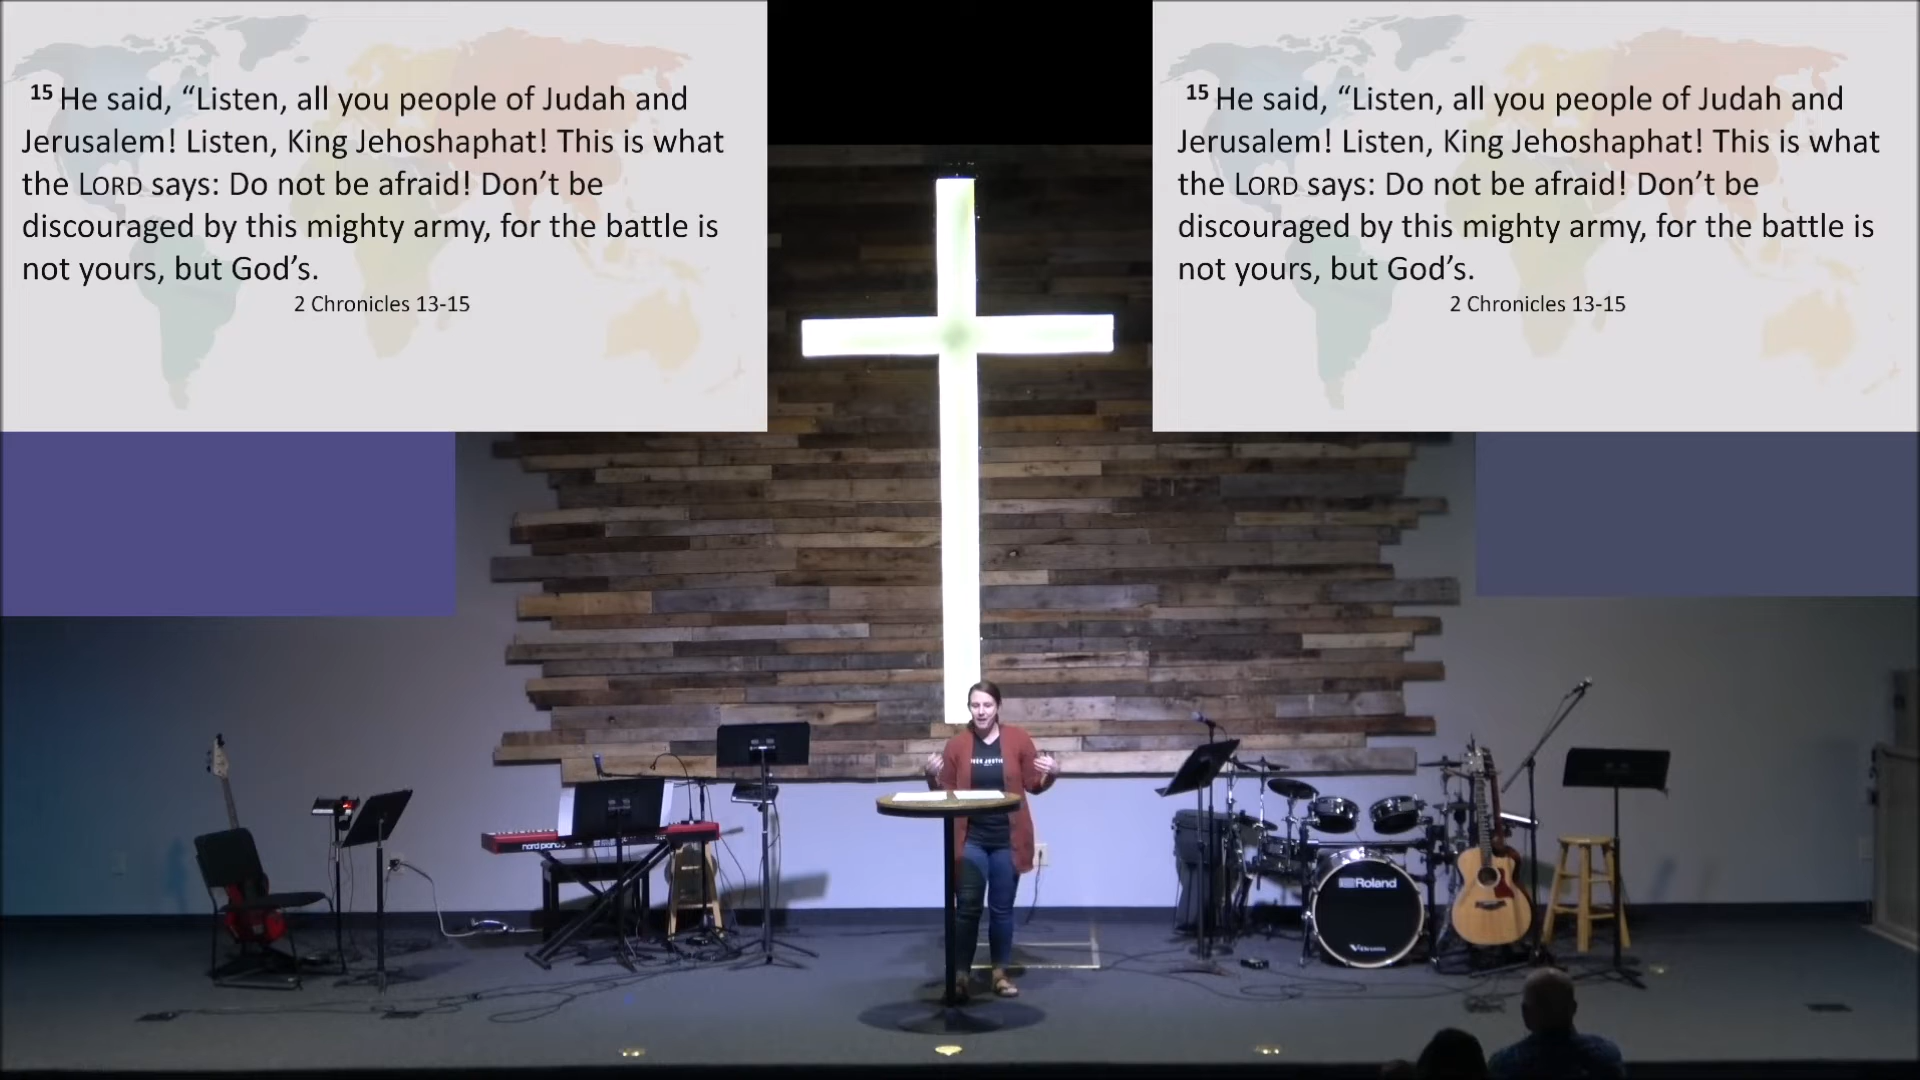 15 He said, “Listen, all you people of Judah and
Jerusalem! Listen, King Jehoshaphat! This is what
the LORD says: Do not be afraid! Don’t be
discouraged by this mighty army, for the battle is
not yours, but God’s.
2 Chronicles 13-15
15 He said, “Listen, all you people of Judah and
Jerusalem! Listen, King Jehoshaphat! This is what
the LORD says: Do not be afraid! Don’t be
discouraged by this mighty army, for the battle is
not yours, but God’s.
2 Chronicles 13-15
nord piano
Roland
V-Drums